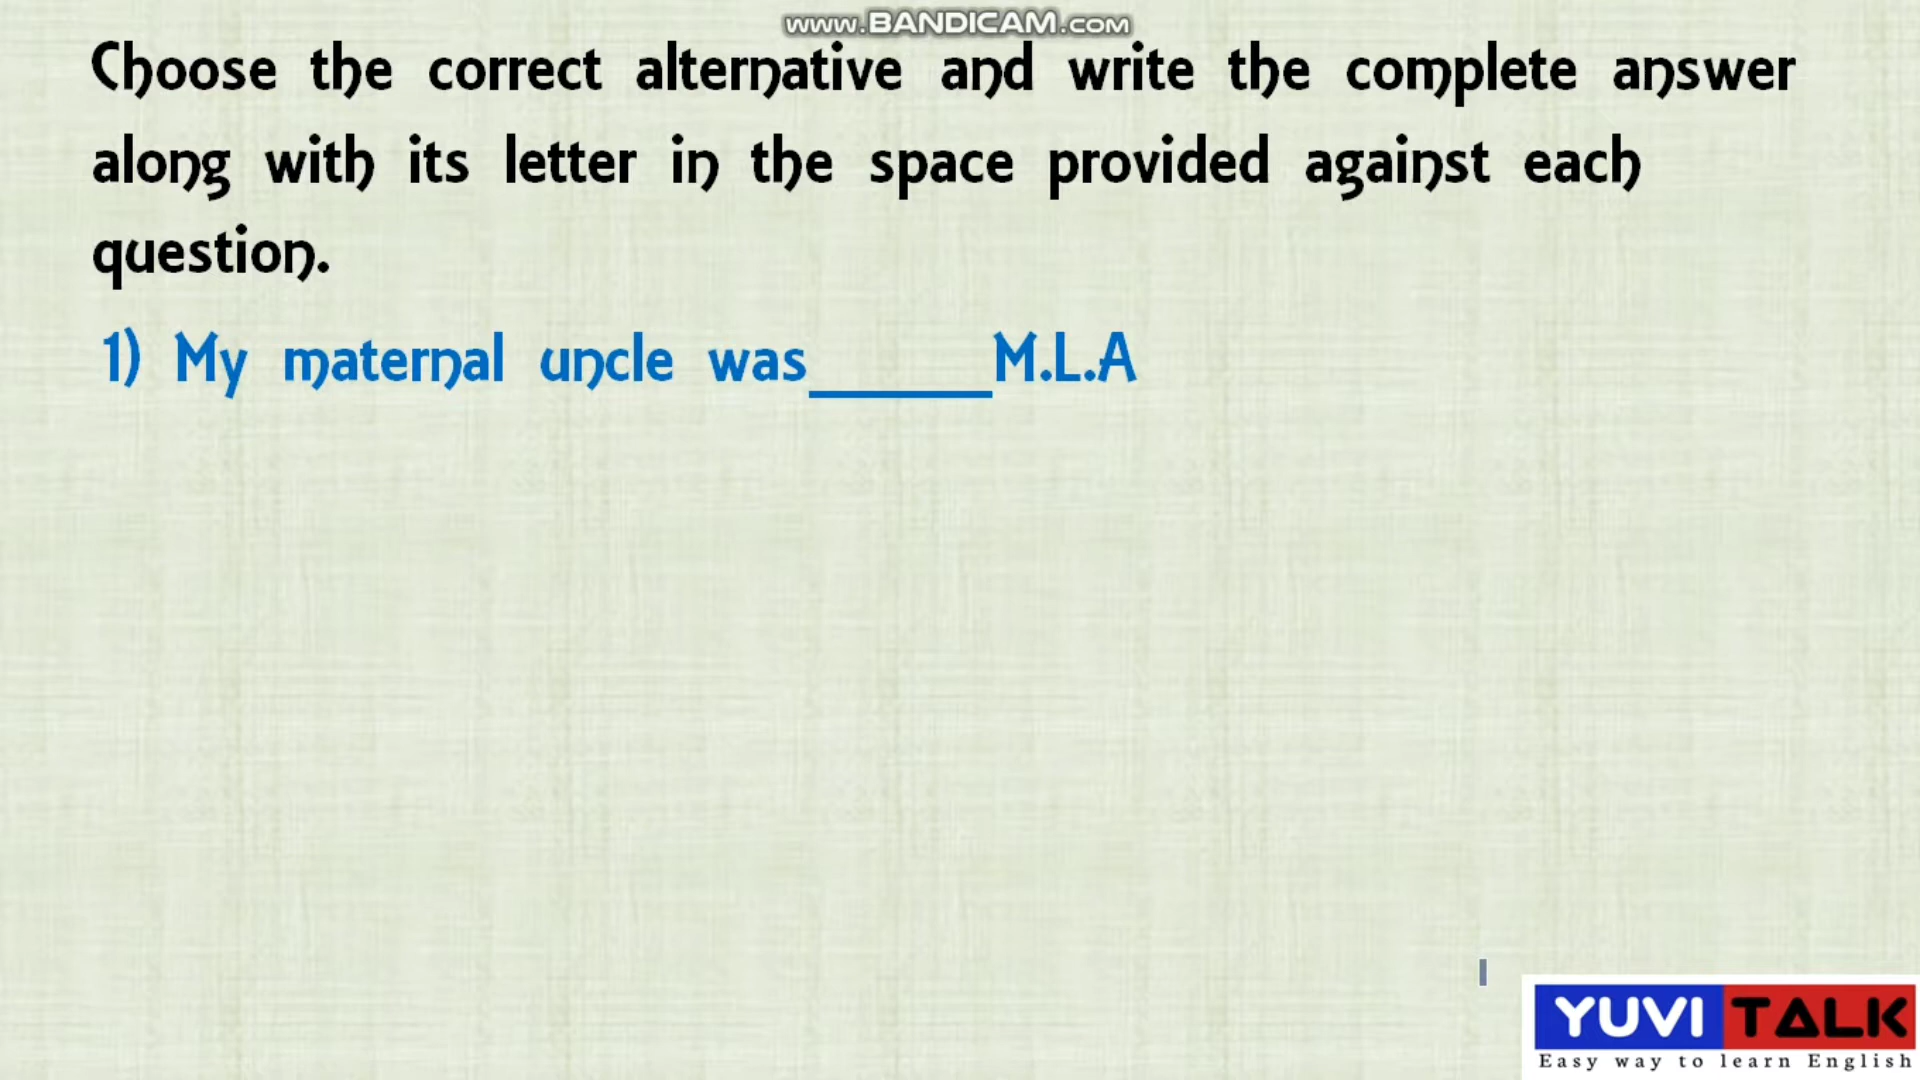 www.BANDICAM.com
Choose the correct alternative and write the complete answer
along with its letter in the space provided against each
question.
1) My maternal uncle was______M.L.A
YUVI TALK
Easy way to learn English